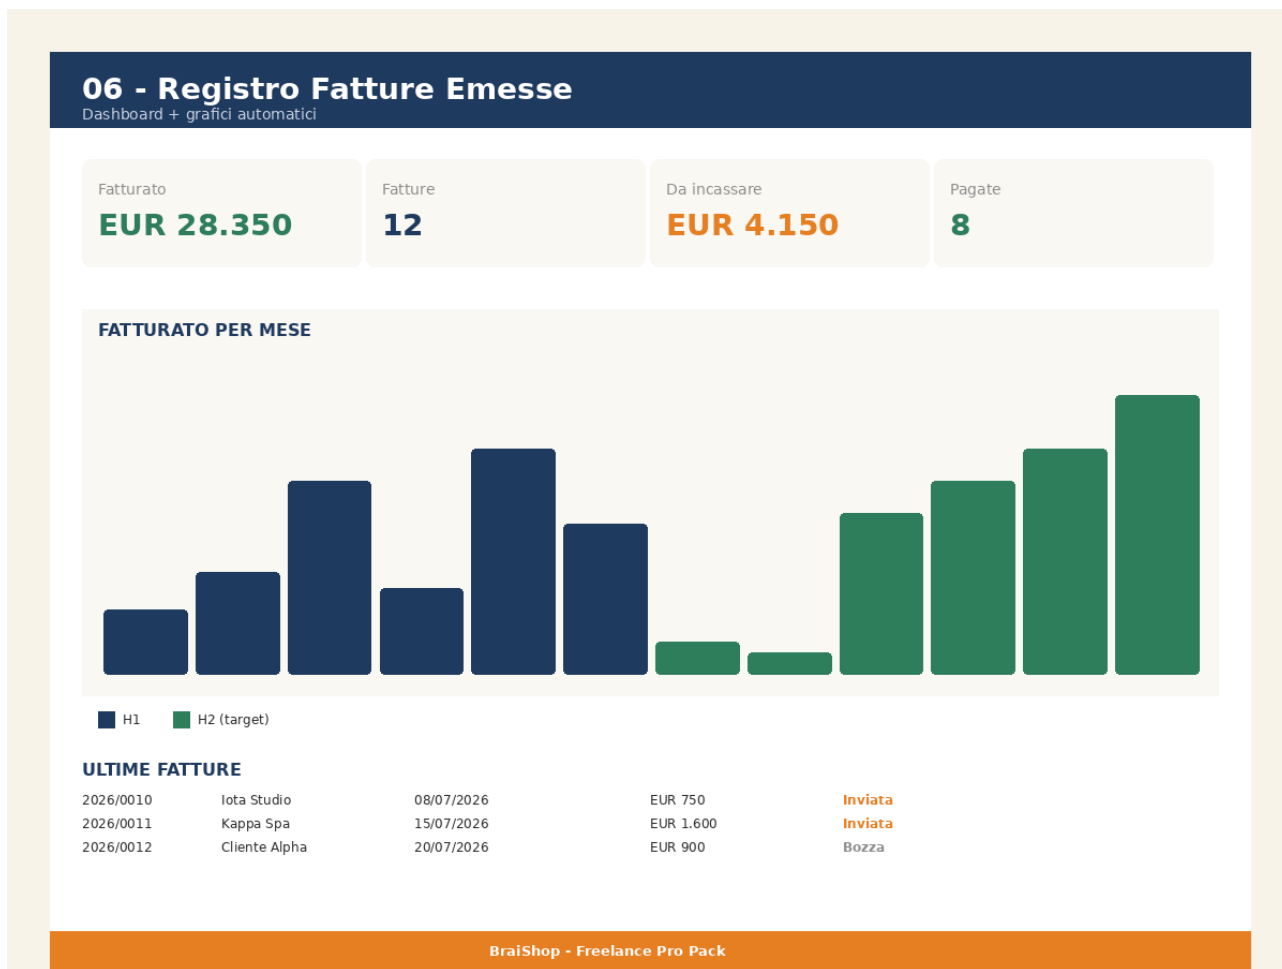 06 - Registro Fatture Emesse
Dashboard + grafici automatici
Fatturato
EUR 28.350
Fatture
12
Da incassare
EUR 4.150
Pagate
8
FATTURATO PER MESE
H1
H2 (target)
ULTIME FATTURE
2026/0010 Iota Studio 08/07/2026 EUR 750 Inviata
2026/0011 Kappa Spa 15/07/2026 EUR 1.600 Inviata
2026/0012 Cliente Alpha 20/07/2026 EUR 900 Bozza
BraiShop - Freelance Pro Pack